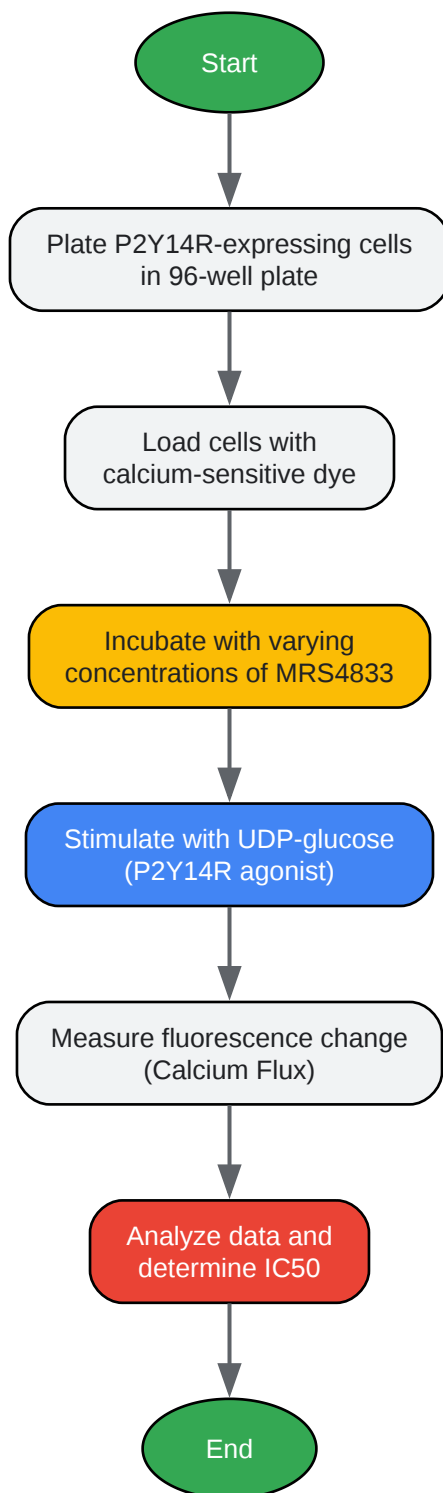 Start
Plate P2Y14R-expressing cells
in 96-well plate
Load cells with
calcium-sensitive dye
Incubate with varying
concentrations of MRS4833
Stimulate with UDP-glucose
(P2Y14R agonist)
Measure fluorescence change
(Calcium Flux)
Analyze data and
determine IC50
End